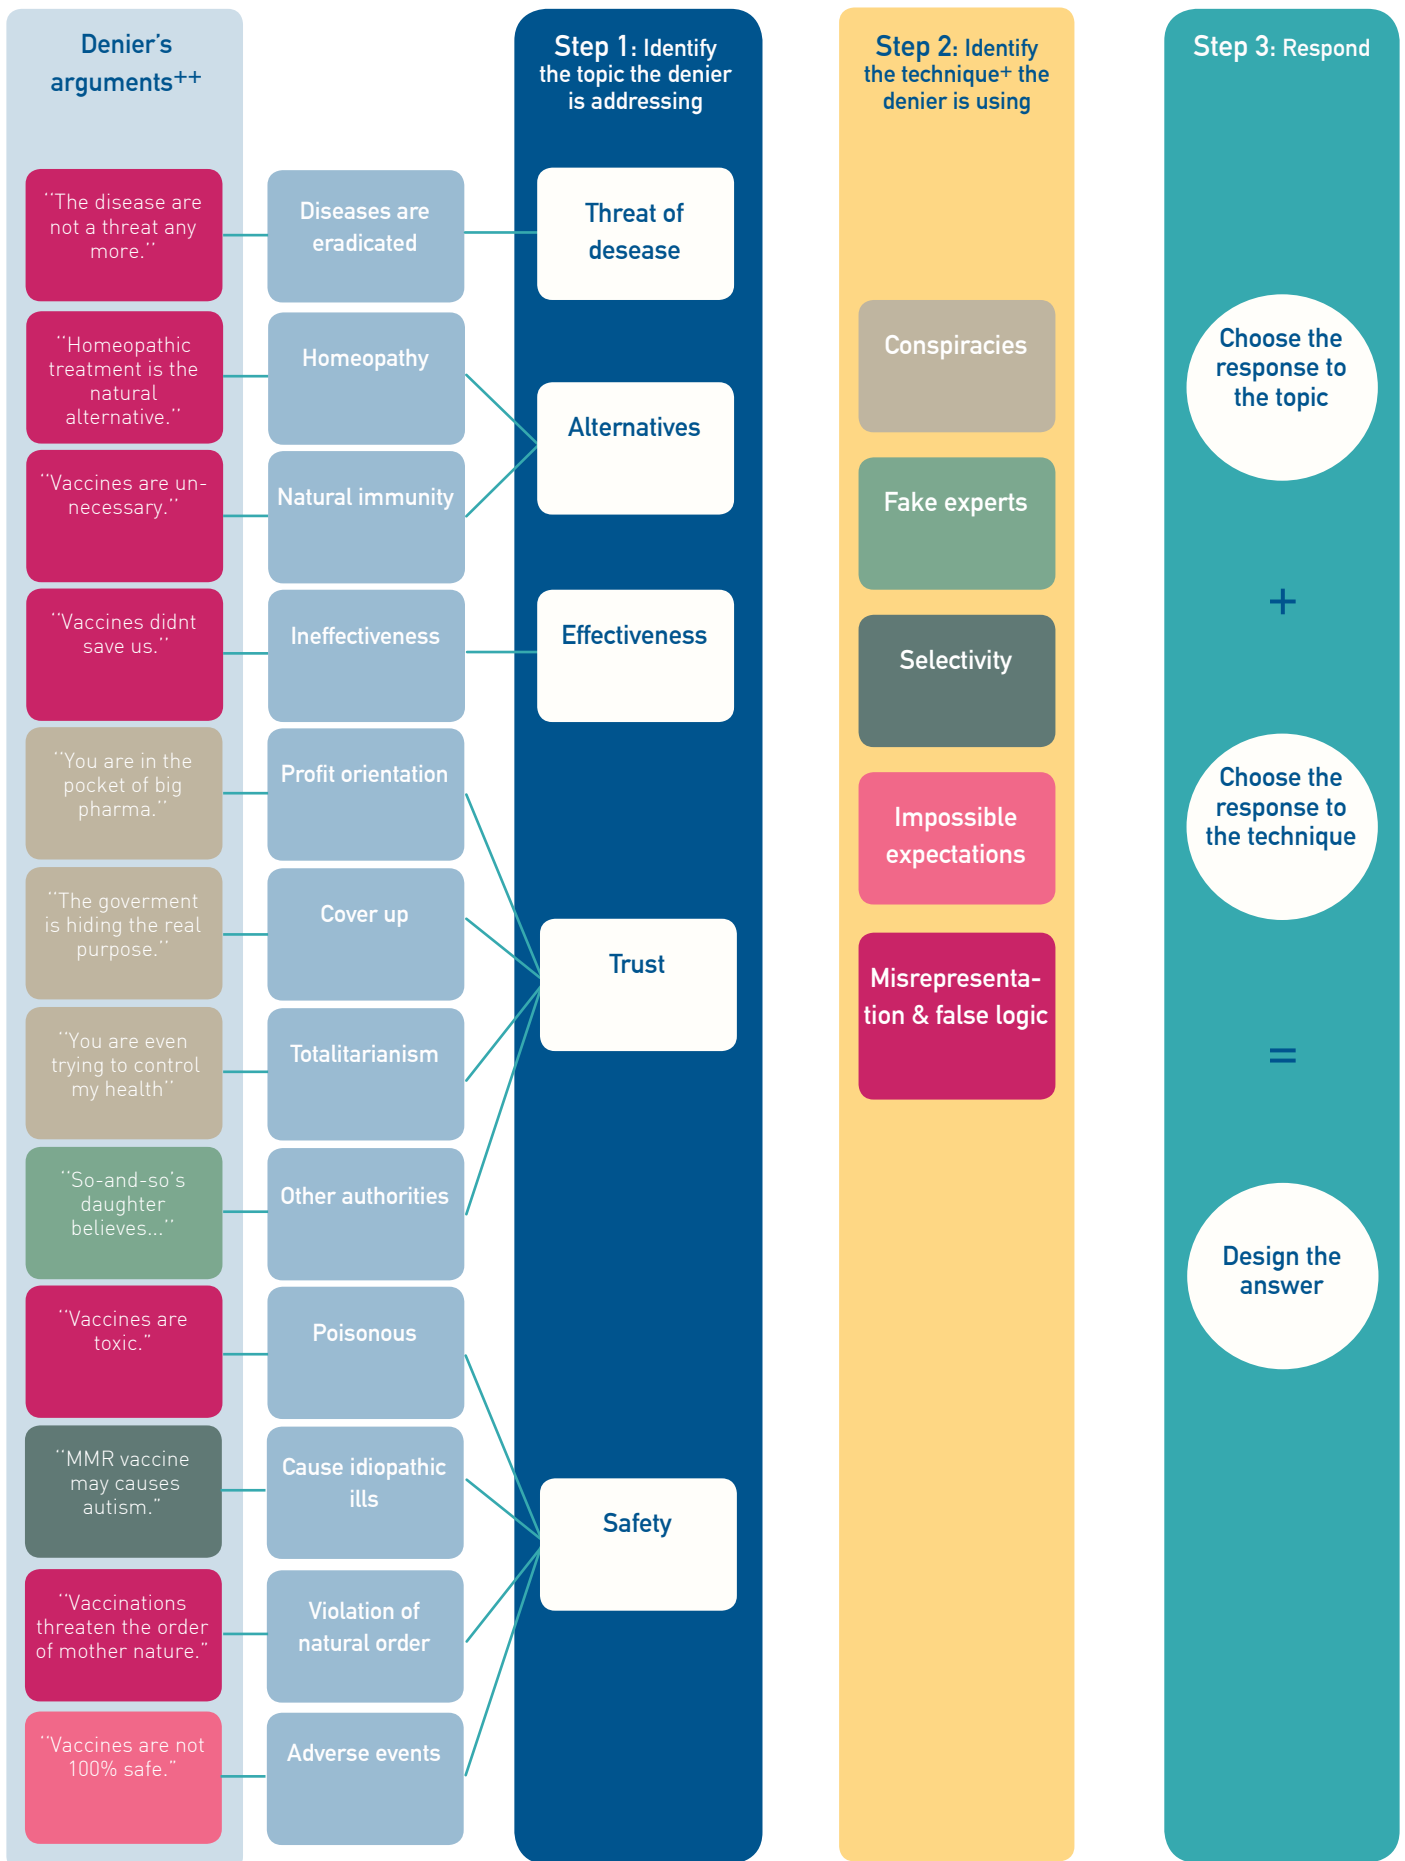 Denier's
arguments++
"The disease are
not a threat any
more."
"Homeopathic
treatment is the
natural
alternative."
"Vaccines are un-
necessary."
"Vaccines didnt
save us."
"You are in the
pocket of big
pharma."
"The goverment
is hiding the real
purpose."
"You are even
trying to control
my health"
"So-and-so's
daughter
believes..."
"Vaccines are
toxic."
"MMR vaccine
may causes
autism."
"Vaccinations
threaten the order
of mother nature."
"Vaccines are not
100% safe."
Diseases are
eradicated
Homeopathy
Natural immunity
Ineffectiveness
Profit orientation
Cover up
Totalitarianism
Other authorities
Poisonous
Cause idiopathic
ills
Violation of
natural order
Adverse events
Step 1: Identify
the topic the denier
is addressing
Threat of
desease
Alternatives
Effectiveness
Trust
Safety
Step 2: Identify
the technique+ the
denier is using
Conspiracies
Fake experts
Selectivity
Impossible
expectations
Misrepresenta-
tion & false logic
Step 3: Respond
Choose the
response to
the topic
+
Choose the
response to
the technique
=
Design the
answer